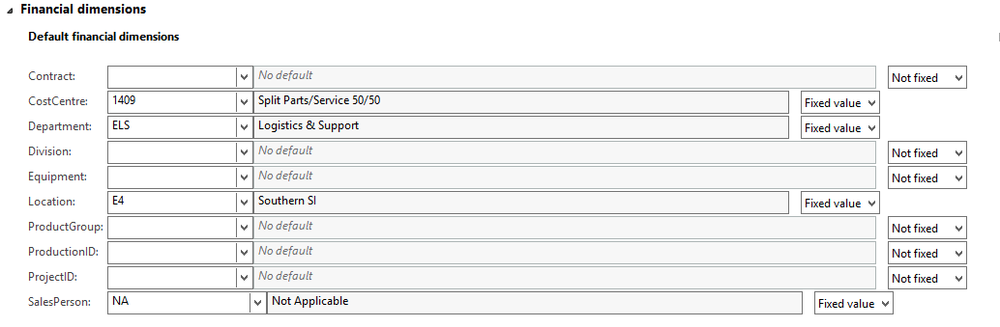 Financial dimensions
Default financial dimensions
Contract: No default Not fixed
CostCentre: 1409 Split Parts/Service 50/50 Fixed value
Department: ELS Logistics & Support Fixed value
Division: No default Not fixed
Equipment: No default Not fixed
Location: E4 Southern SI Fixed value
ProductGroup: No default Not fixed
ProductionID: No default Not fixed
ProjectID: No default Not fixed
SalesPerson: NA Not Applicable Fixed value